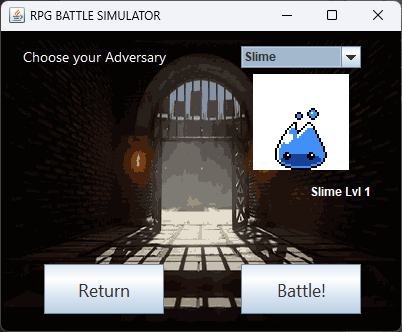 RPG BATTLE SIMULATOR
Choose your Adversary
Slime
Slime Lvl 1
Return
Battle!